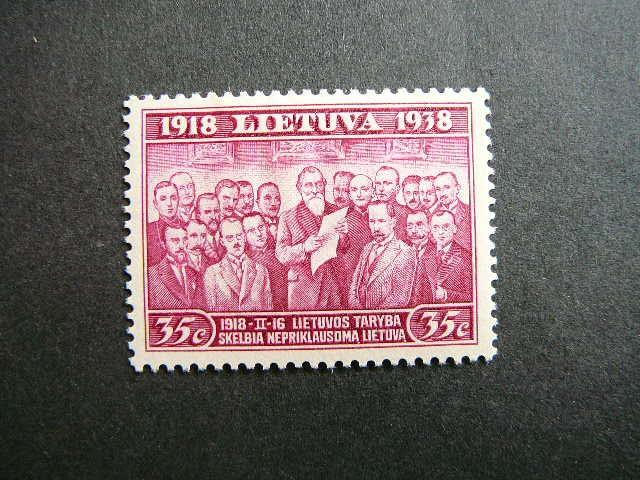 1918 LIETUVA 1938
35c 1918-II-16 LIETUVOS TARYBA 35c
SKELBIA NEPRIKLAUSOMĄ LIETUVĄ